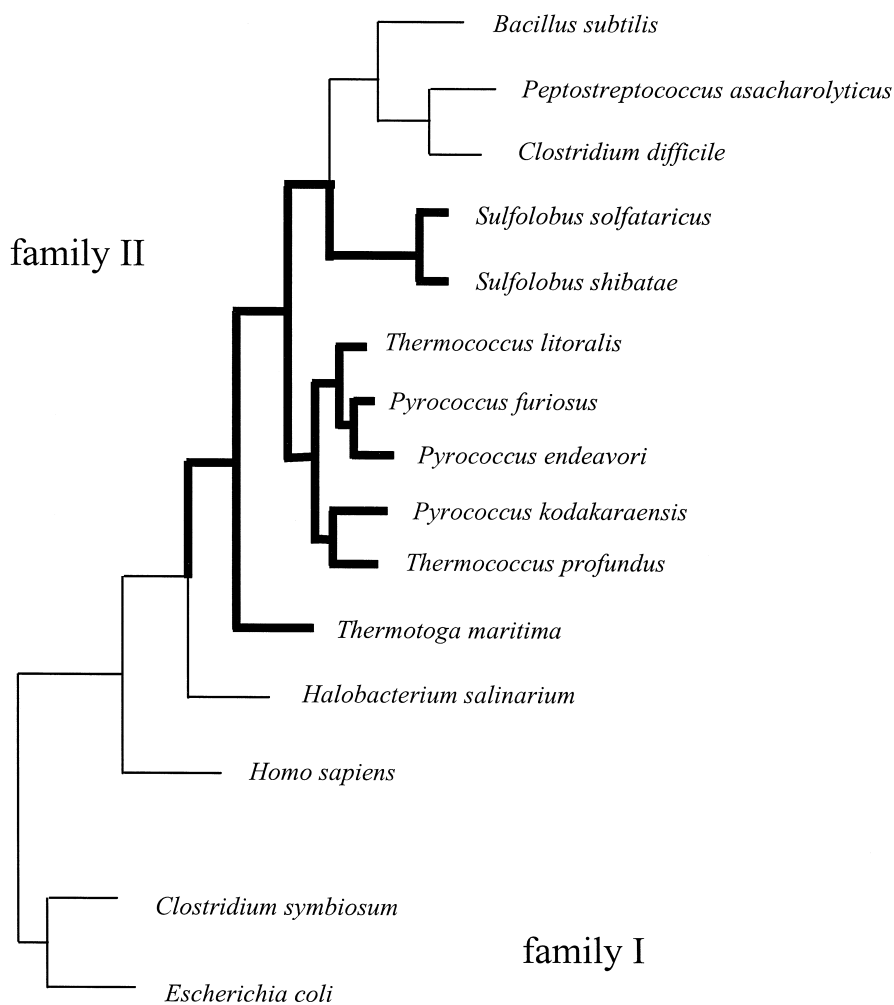 Bacillus subtilis
Peptostreptococcus asacharolyticus
Clostridium difficile
Sulfolobus solfataricus
family II
Sulfolobus shibatae
Thermococcus litoralis
Pyrococcus furiosus
Pyrococcus endeavori
Pyrococcus kodakaraensis
Thermococcus profundus
Thermotoga maritima
Halobacterium salinarium
Homo sapiens
Clostridium symbiosum
family I
Escherichia coli